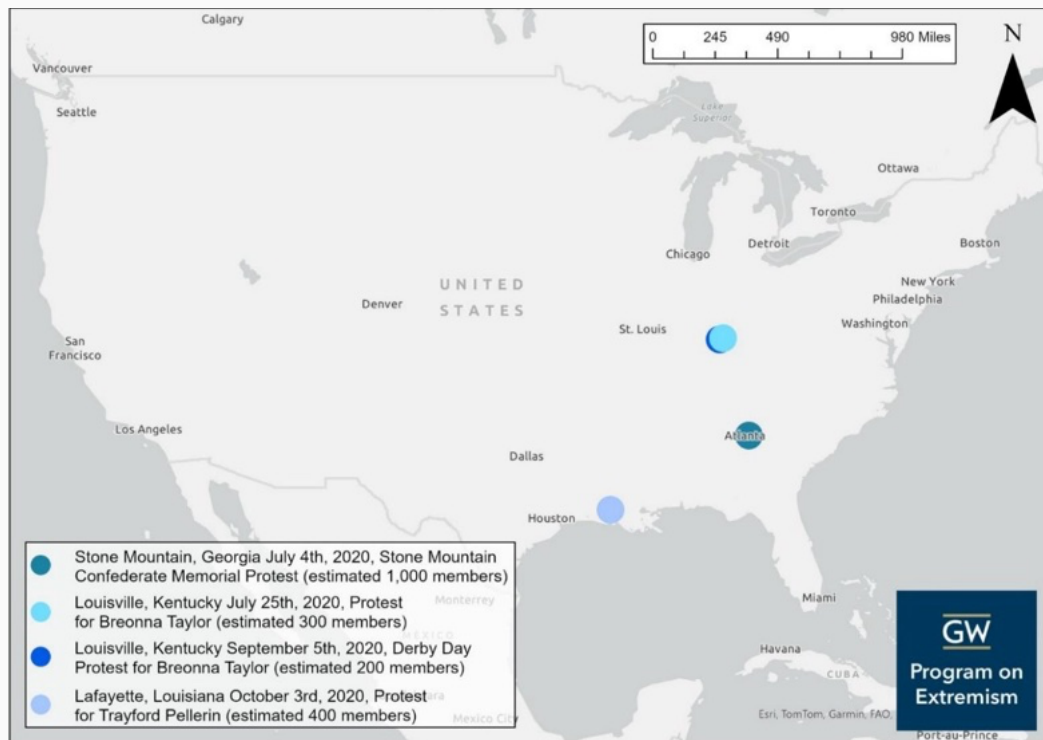 Calgary
0 245 490 980 Miles
N
Vancouver
Seattle
Lake
Superior
Ottawa
Toronto
Chicago
Detroit
Boston
UNITED
STATES
Denver
New York
Philadelphia
St. Louis
Washington
San
Francisco
Los Angeles
Atlanta
Dallas
Houston
Stone Mountain, Georgia July 4th, 2020, Stone Mountain
Confederate Memorial Protest (estimated 1,000 members)
Louisville, Kentucky July 25th, 2020, Protest
for Breonna Taylor (estimated 300 members)
Louisville, Kentucky September 5th, 2020, Derby Day
Protest for Breonna Taylor (estimated 200 members)
Lafayette, Louisiana October 3rd, 2020, Protest
for Trayford Pellerin (estimated 400 members)
Monterrey
MÉXICO
Mexico City
Miami
Havana
CUBA
GW
Program on
Extremism
Esri, TomTom, Garmin, FAO,
Port-au-Prince